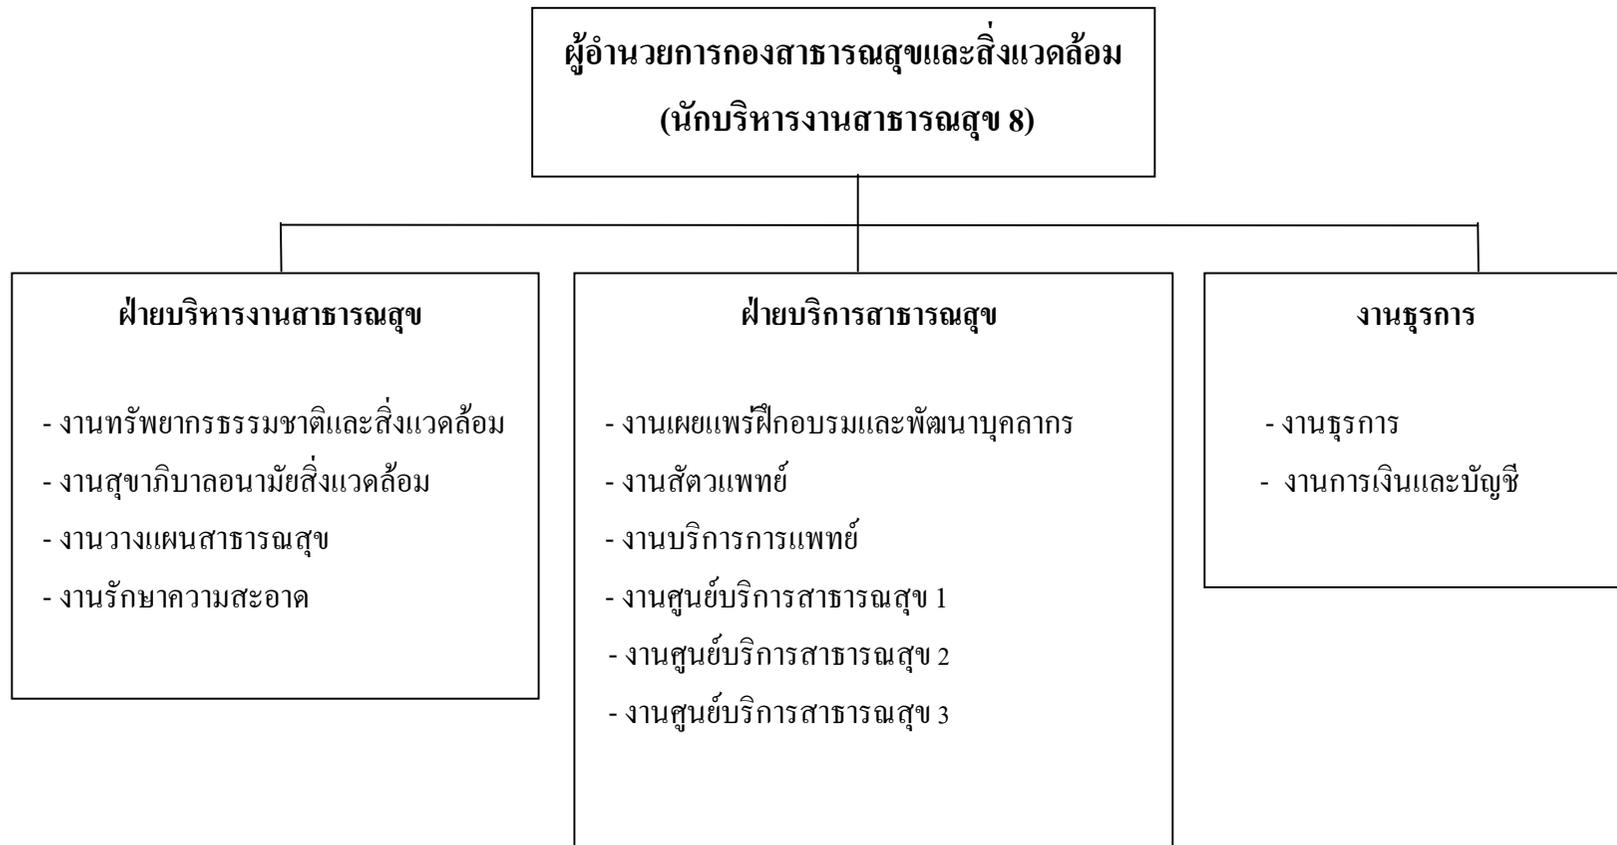 ผู้อำนวยการกองสาธารณสุขและสิ่งแวดล้อม
(นักบริหารงานสาธารณสุข 8)
ฝ่ายบริหารงานสาธารณสุข
- งานทรัพยากรธรรมชาติและสิ่งแวดล้อม
- งานสุขาภิบาลอนามัยสิ่งแวดล้อม
- งานวางแผนสาธารณสุข
- งานรักษาความสะอาด
ฝ่ายบริการสาธารณสุข
- งานเผยแพร่ฝึกอบรมและพัฒนาบุคลากร
- งานสัตวแพทย์
- งานบริการการแพทย์
- งานศูนย์บริการสาธารณสุข 1
- งานศูนย์บริการสาธารณสุข 2
- งานศูนย์บริการสาธารณสุข 3
งานธุรการ
- งานธุรการ
- งานการเงินและบัญชี